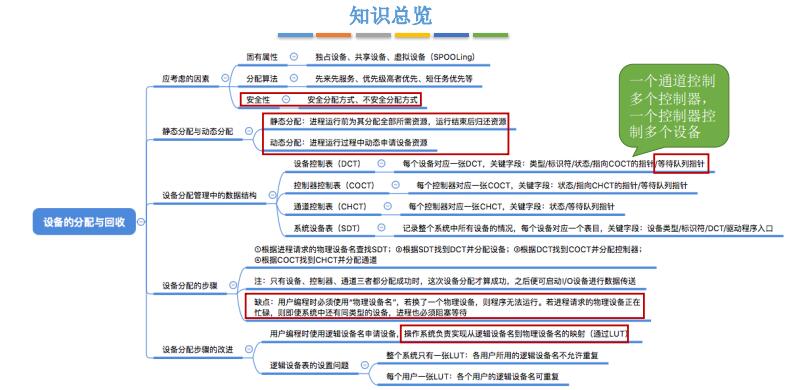 知识总览
固有属性 独占设备、共享设备、虚拟设备（SPOOLing）
应考虑的因素 分配算法 先来先服务、优先级高者优先、短任务优先等
安全性 安全分配方式、不安全分配方式
一个通道控制
多个控制器，
一个控制器控
制多个设备
静态分配：进程运行前为其分配全部所需资源，运行结束后归还资源
静态分配与动态分配
动态分配：进程运行过程中动态申请设备资源
设备控制表（DCT） 每个设备对应一张DCT，关键字段：类型/标识符/状态/指向COCT的指针/等待队列指针
控制器控制表（COCT） 每个控制器对应一张COCT，关键字段：状态/指向CHCT的指针/等待队列指针
设备分配管理中的数据结构
通道控制表（CHCT） 每个控制器对应一张CHCT，关键字段：状态/等待队列指针
系统设备表（SDT） 记录整个系统中所有设备的情况，每个设备对应一个表目，关键字段：设备类型/标识符/DCT/驱动程序入口
设备的分配与回收
①根据进程请求的物理设备名查找SDT；②根据SDT找到DCT并分配设备；③根据DCT找到COCT并分配控制器；
④根据COCT找到CHCT并分配通道
设备分配的步骤 注：只有设备、控制器、通道三者都分配成功时，这次设备分配才算成功，之后便可启动I/O设备进行数据传送
缺点：用户编程时必须使用“物理设备名”，若换了一个物理设备，则程序无法运行。若进程请求的物理设备正在
忙碌，则即使系统中还有同类型的设备，进程也必须阻塞等待
用户编程时使用逻辑设备名申请设备，操作系统负责实现从逻辑设备名到物理设备名的映射（通过LUT）
设备分配步骤的改进
整个系统只有一张LUT：各用户所用的逻辑设备名不允许重复
逻辑设备表的设置问题
每个用户一张LUT：各个用户的逻辑设备名可重复